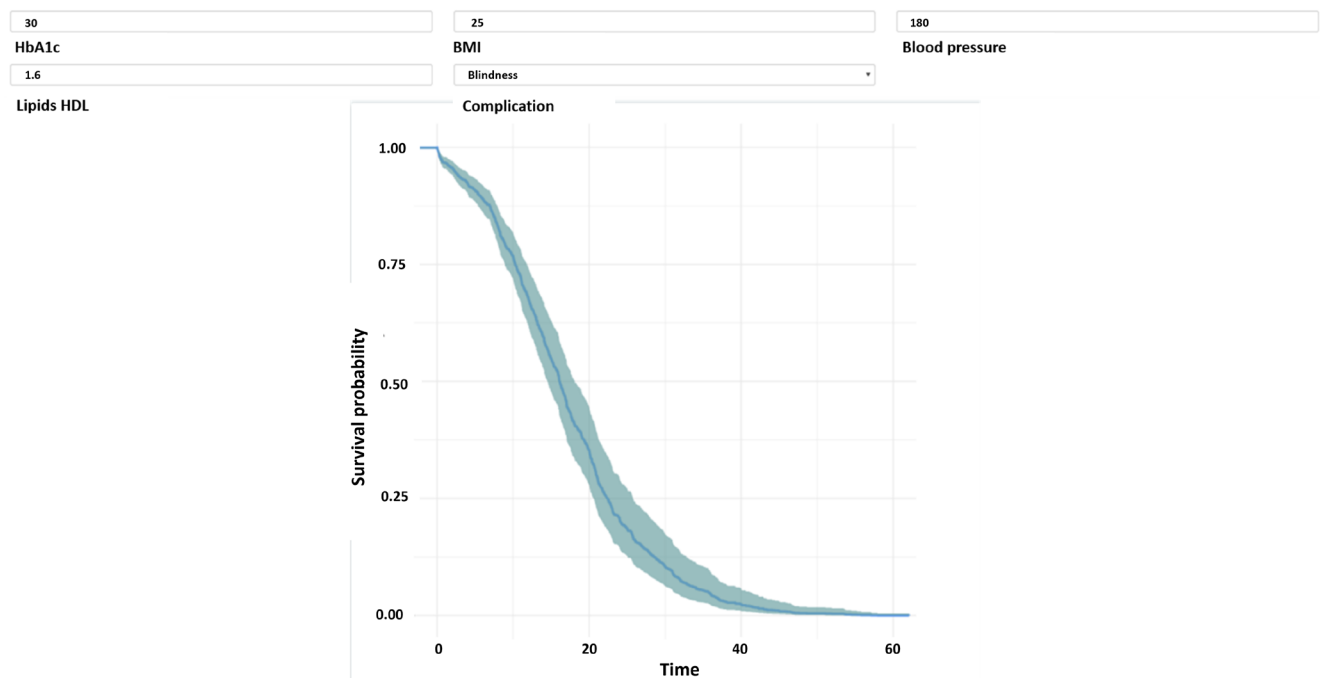 30
25
180
HbA1c
BMI
Blood pressure
1.6
Blindness
Lipids HDL
Complication
1.00
0.75
0.50
0.25
0.00
Survival probability
0
20
40
60
Time